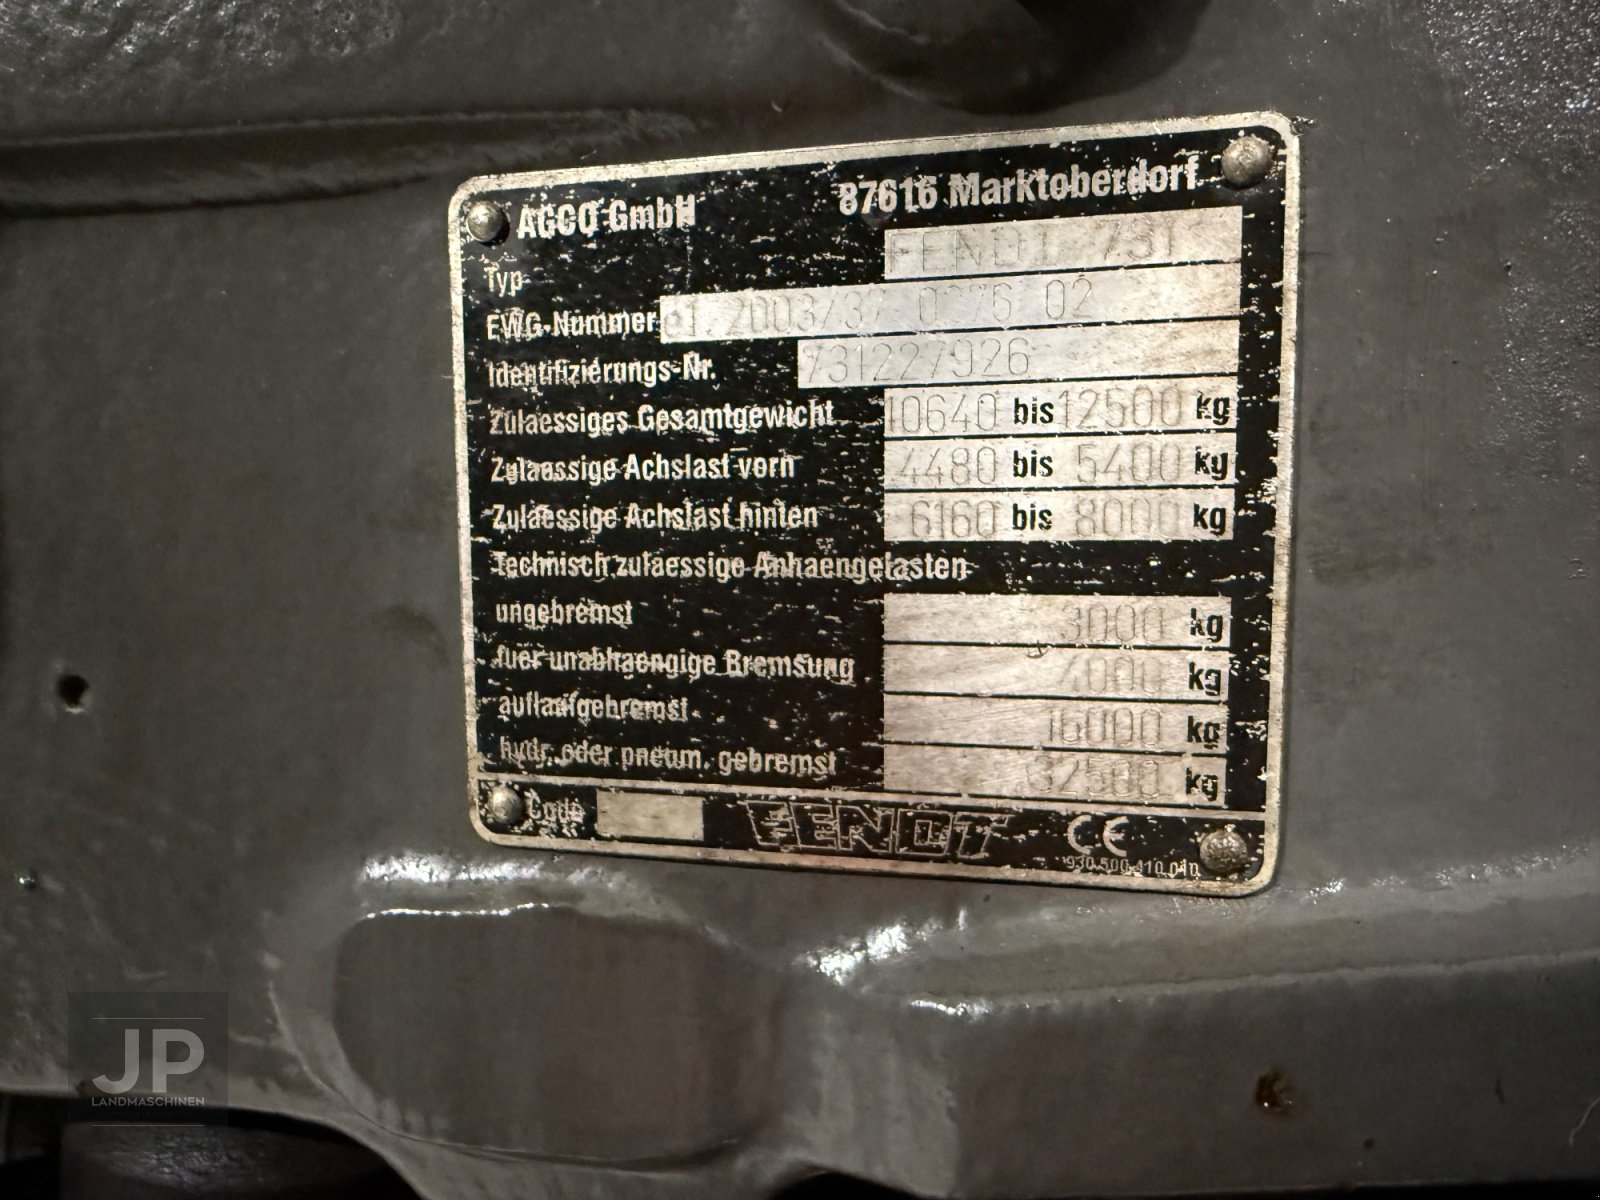 AGCO GmbH 87616 Marktoberdorf
Typ FENDT 731
EWG-Nummer e1.2003/37 0276 02
Identifizierungs-Nr. 731227926
Zulaessiges Gesamtgewicht 10640 bis 12500 kg
Zulaessige Achslast vorn 4480 bis 5400 kg
Zulaessige Achslast hinten 6160 bis 8000 kg
Technisch zulaessige Anhaengelasten
ungebremst 3000 kg
fuer unabhaengige Bremsung 4000 kg
auflaufgebremst 16000 kg
hydr. oder pneum. gebremst 32500 kg
Code FENDT CE
930.500.410.010
JP
LANDMASCHINEN